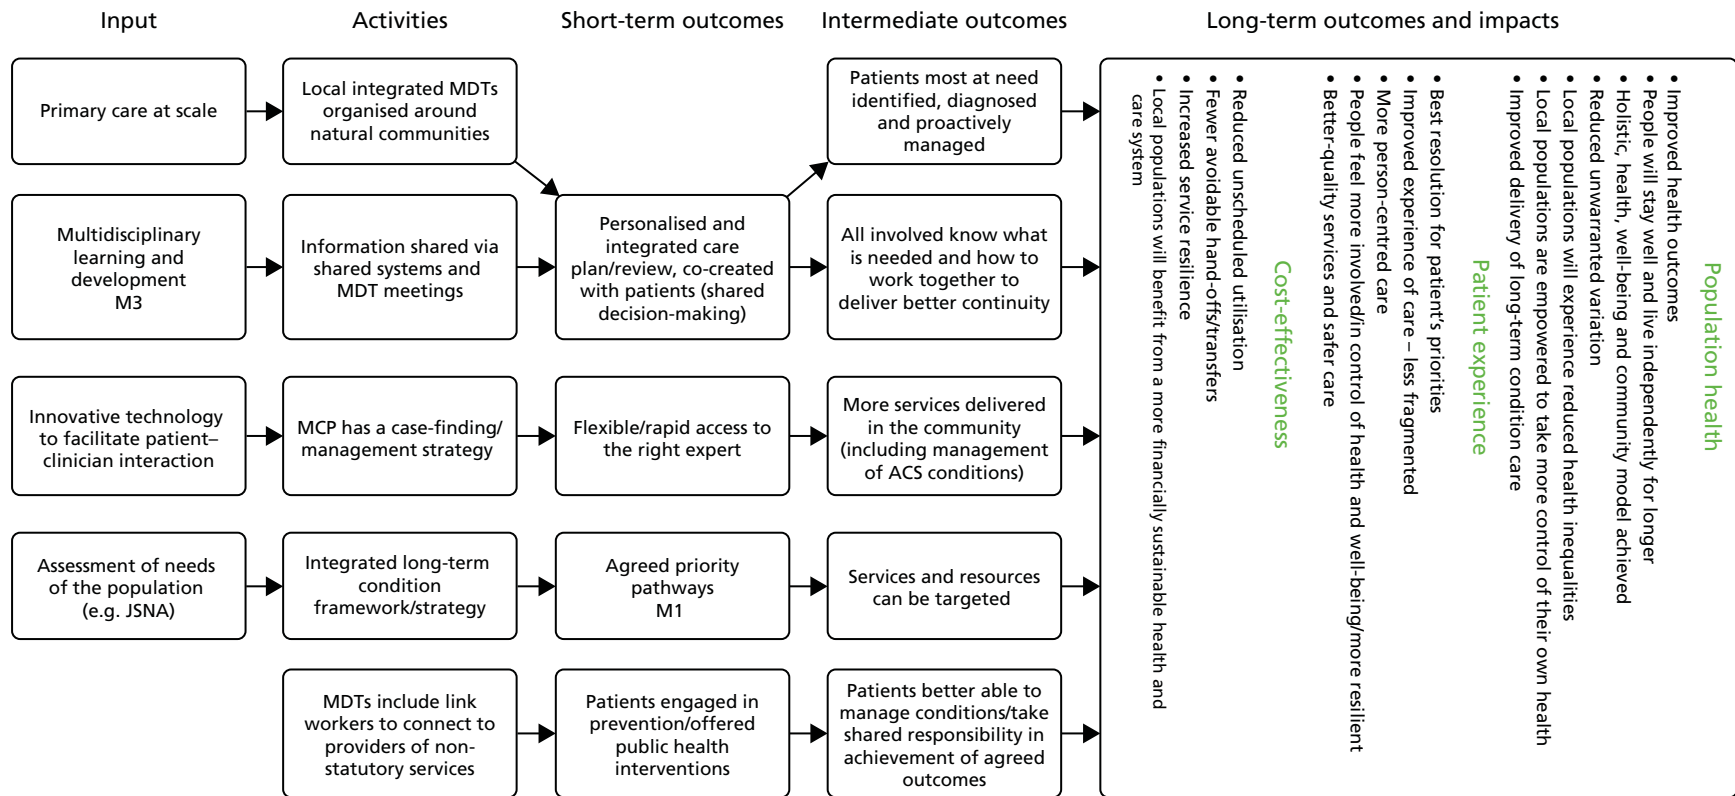 Input
Activities
Short-term outcomes
Intermediate outcomes
Long-term outcomes and impacts
Primary care at scale
Local integrated MDTs
organised around
natural communities
Patients most at need
identified, diagnosed
and proactively
managed
Multidisciplinary
learning and
development
M3
Information shared via
shared systems and
MDT meetings
Personalised and
integrated care
plan/review, co-created
with patients (shared
decision-making)
All involved know what
is needed and how to
work together to
deliver better continuity
Innovative technology
to facilitate patient–
clinician interaction
MCP has a case-finding/
management strategy
Flexible/rapid access to
the right expert
More services delivered
in the community
(including management
of ACS conditions)
Assessment of needs
of the population
(e.g. JSNA)
Integrated long-term
condition
framework/strategy
Agreed priority
pathways
M1
Services and resources
can be targeted
MDTs include link
workers to connect to
providers of non-
statutory services
Patients engaged in
prevention/offered
public health
interventions
Patients better able to
manage conditions/take
shared responsibility in
achievement of agreed
outcomes
Population health
• Improved health outcomes
• People will stay well and live independently for longer
• Holistic, health, well-being and community model achieved
• Reduced unwarranted variation
• Local populations will experience reduced health inequalities
• Local populations are empowered to take more control of their own health
• Improved delivery of long-term condition care
Patient experience
• Best resolution for patient's priorities
• Improved experience of care – less fragmented
• More person-centred care
• People feel more involved/in control of health and well-being/more resilient
• Better-quality services and safer care
Cost-effectiveness
• Reduced unscheduled utilisation
• Fewer avoidable hand-offs/transfers
• Increased service resilience
• Local populations will benefit from a more financially sustainable health and
care system